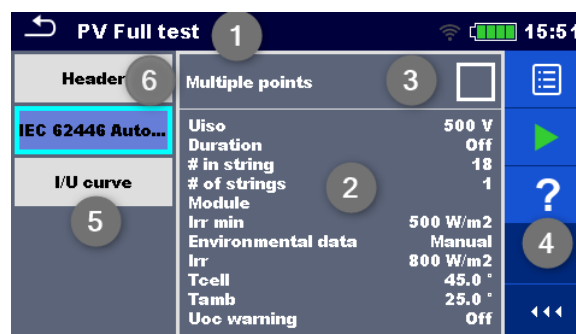 PV Full test
1
15:51
Header
6
Multiple points
3
IEC 62446 Auto...
Uiso 500 V
Duration Off
# in string 18
I/U curve
# of strings 1
2
Module
?
5
Irr min 500 W/m2
4
Environmental data Manual
Irr 800 W/m2
Tcell 45.0 °
Tamb 25.0 °
Uoc warning Off